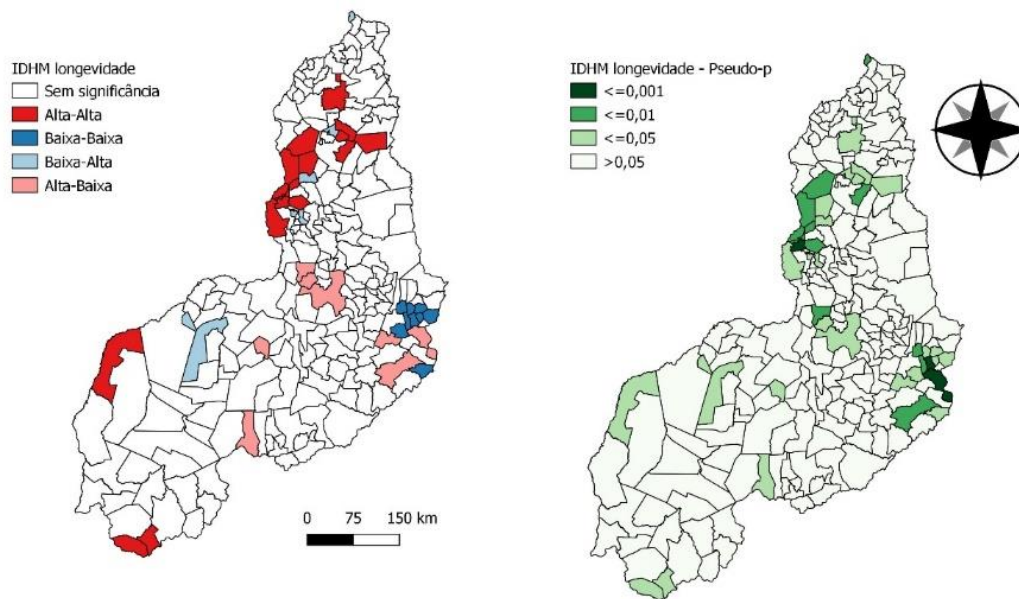 IDHM longevidade
Sem significância
Alta-Alta
Baixa-Baixa
Baixa-Alta
Alta-Baixa
0 75 150 km
IDHM longevidade - Pseudo-p
<=0,001
<=0,01
<=0,05
>0,05